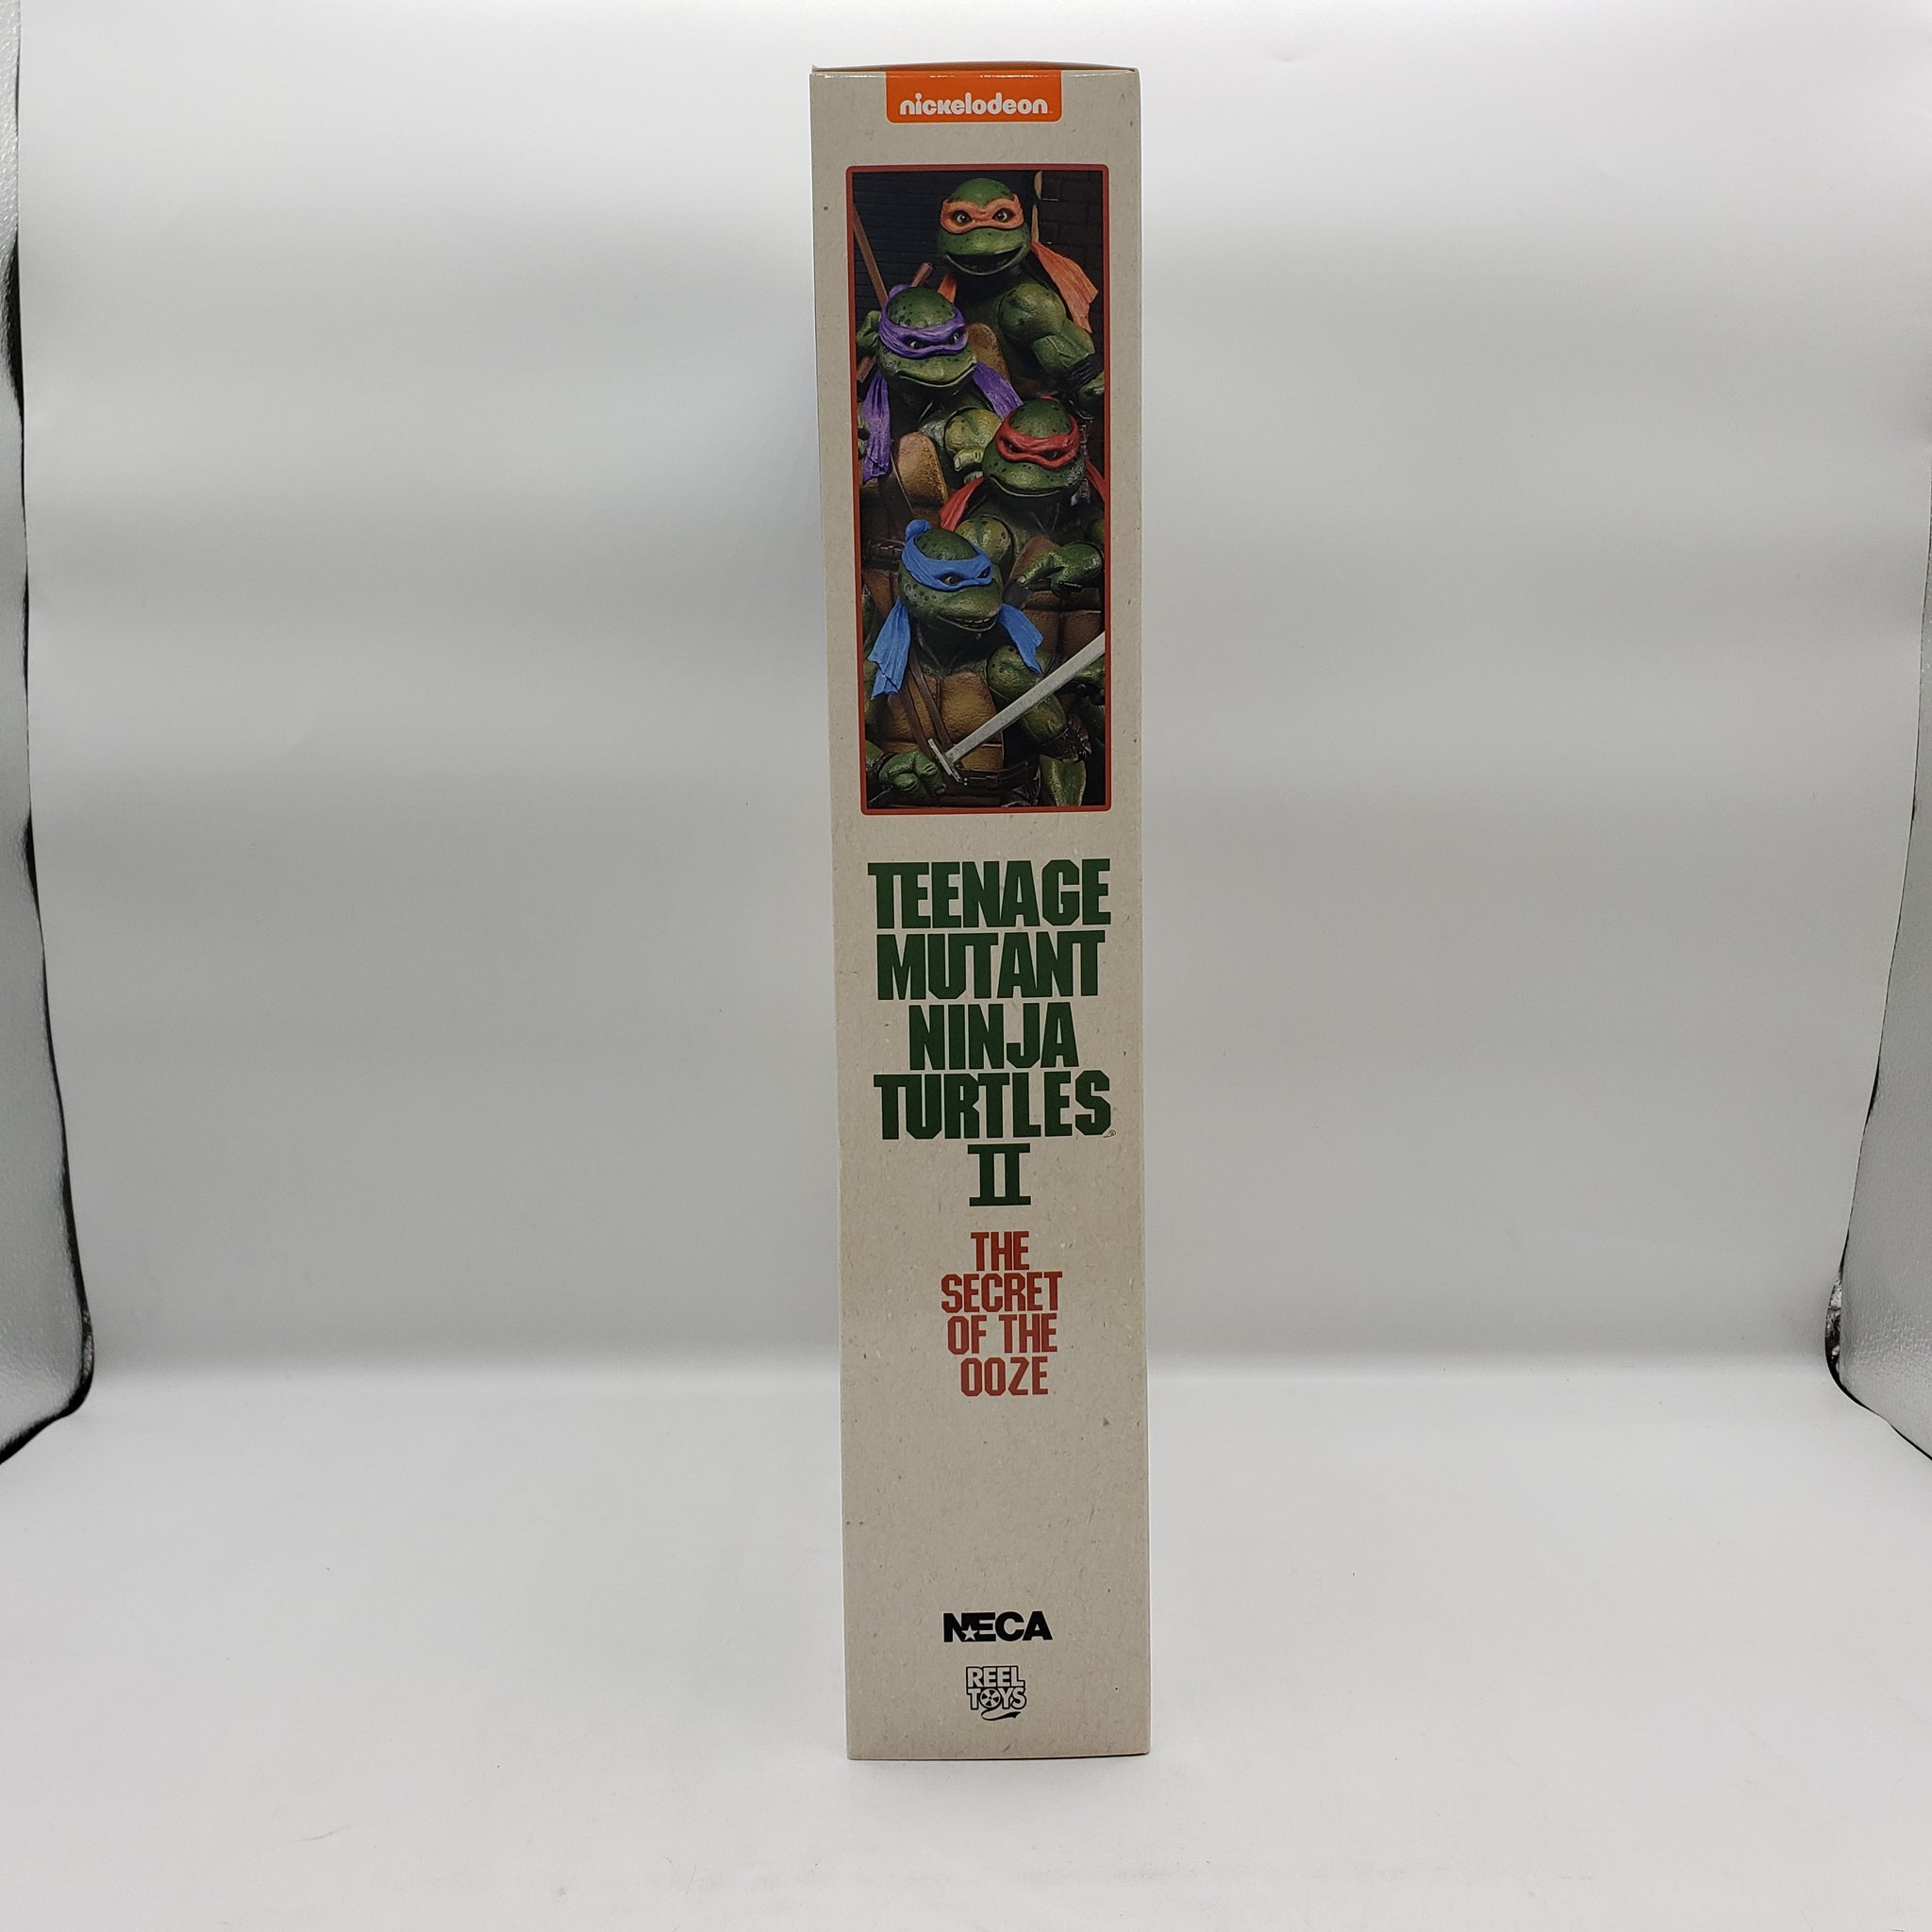 nickelodeon
TEENAGE
MUTANT
NINJA
TURTLES
II
THE
SECRET
OF THE
OOZE
NECA
REEL
TOYS